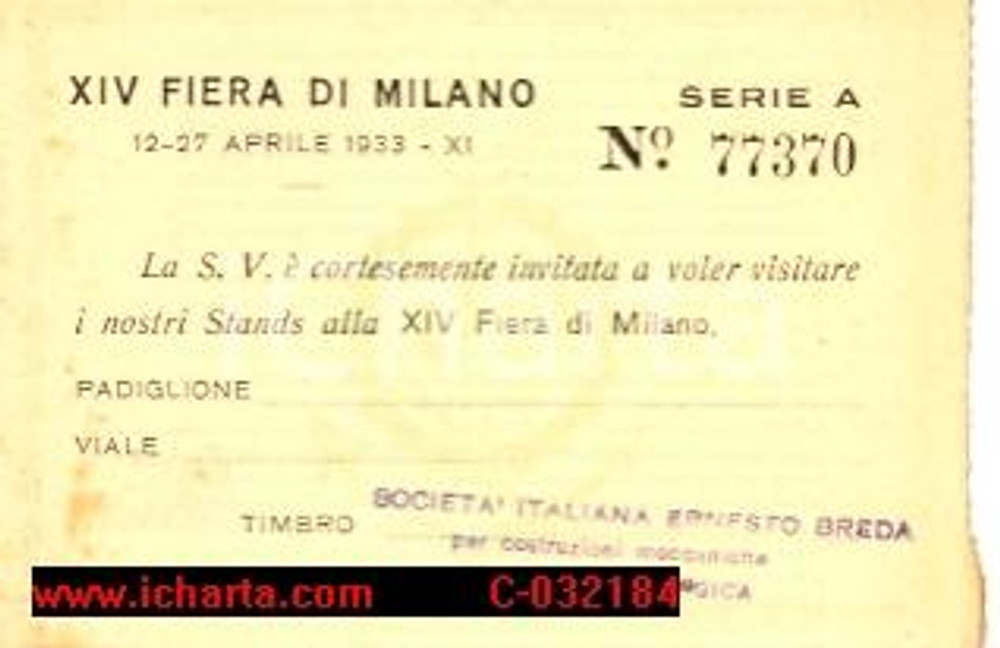 XIV FIERA DI MILANO
SERIE A
12-27 APRILE 1933 - XI
Nº. 77370
La S. V. è cortesemente invitata a voler visitare
i nostri Stands alla XIV Fiera di Milano.
PADIGLIONE
VIALE
TIMBRO
SOCIETA' ITALIANA ERNESTO BREDA
per costruzioni meccaniche
www.icharta.com C-032184